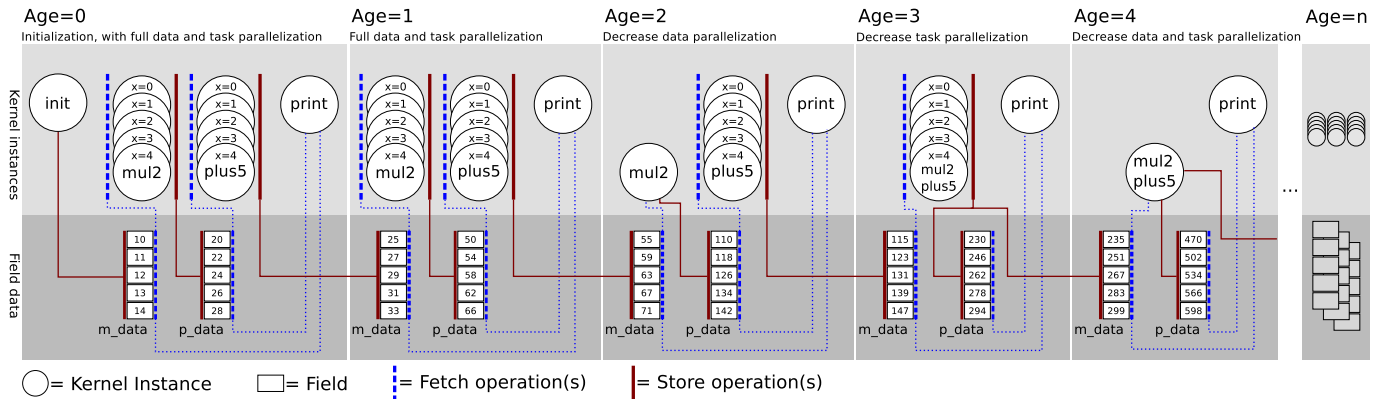 Age=0
Initialization, with full data and task parallelization
Age=1
Full data and task parallelization
Age=2
Decrease data parallelization
Age=3
Decrease task parallelization
Age=4
Decrease data and task parallelization
Age=n
Kernel Instances
init
x=0
x=1
x=2
x=3
x=4
mul2
x=0
x=1
x=2
x=3
x=4
plus5
print
x=0
x=1
x=2
x=3
x=4
mul2
x=0
x=1
x=2
x=3
x=4
plus5
print
mul2
x=0
x=1
x=2
x=3
x=4
plus5
print
x=0
x=1
x=2
x=3
x=4
mul2
plus5
print
mul2
plus5
print
...
Field data
10
11
12
13
14
m_data
20
22
24
26
28
p_data
25
27
29
31
33
m_data
50
54
58
62
66
p_data
55
59
63
67
71
m_data
110
118
126
134
142
p_data
115
123
131
139
147
m_data
230
246
262
278
294
p_data
235
251
267
283
299
m_data
470
502
534
566
598
p_data
= Kernel Instance
= Field
= Fetch operation(s)
= Store operation(s)